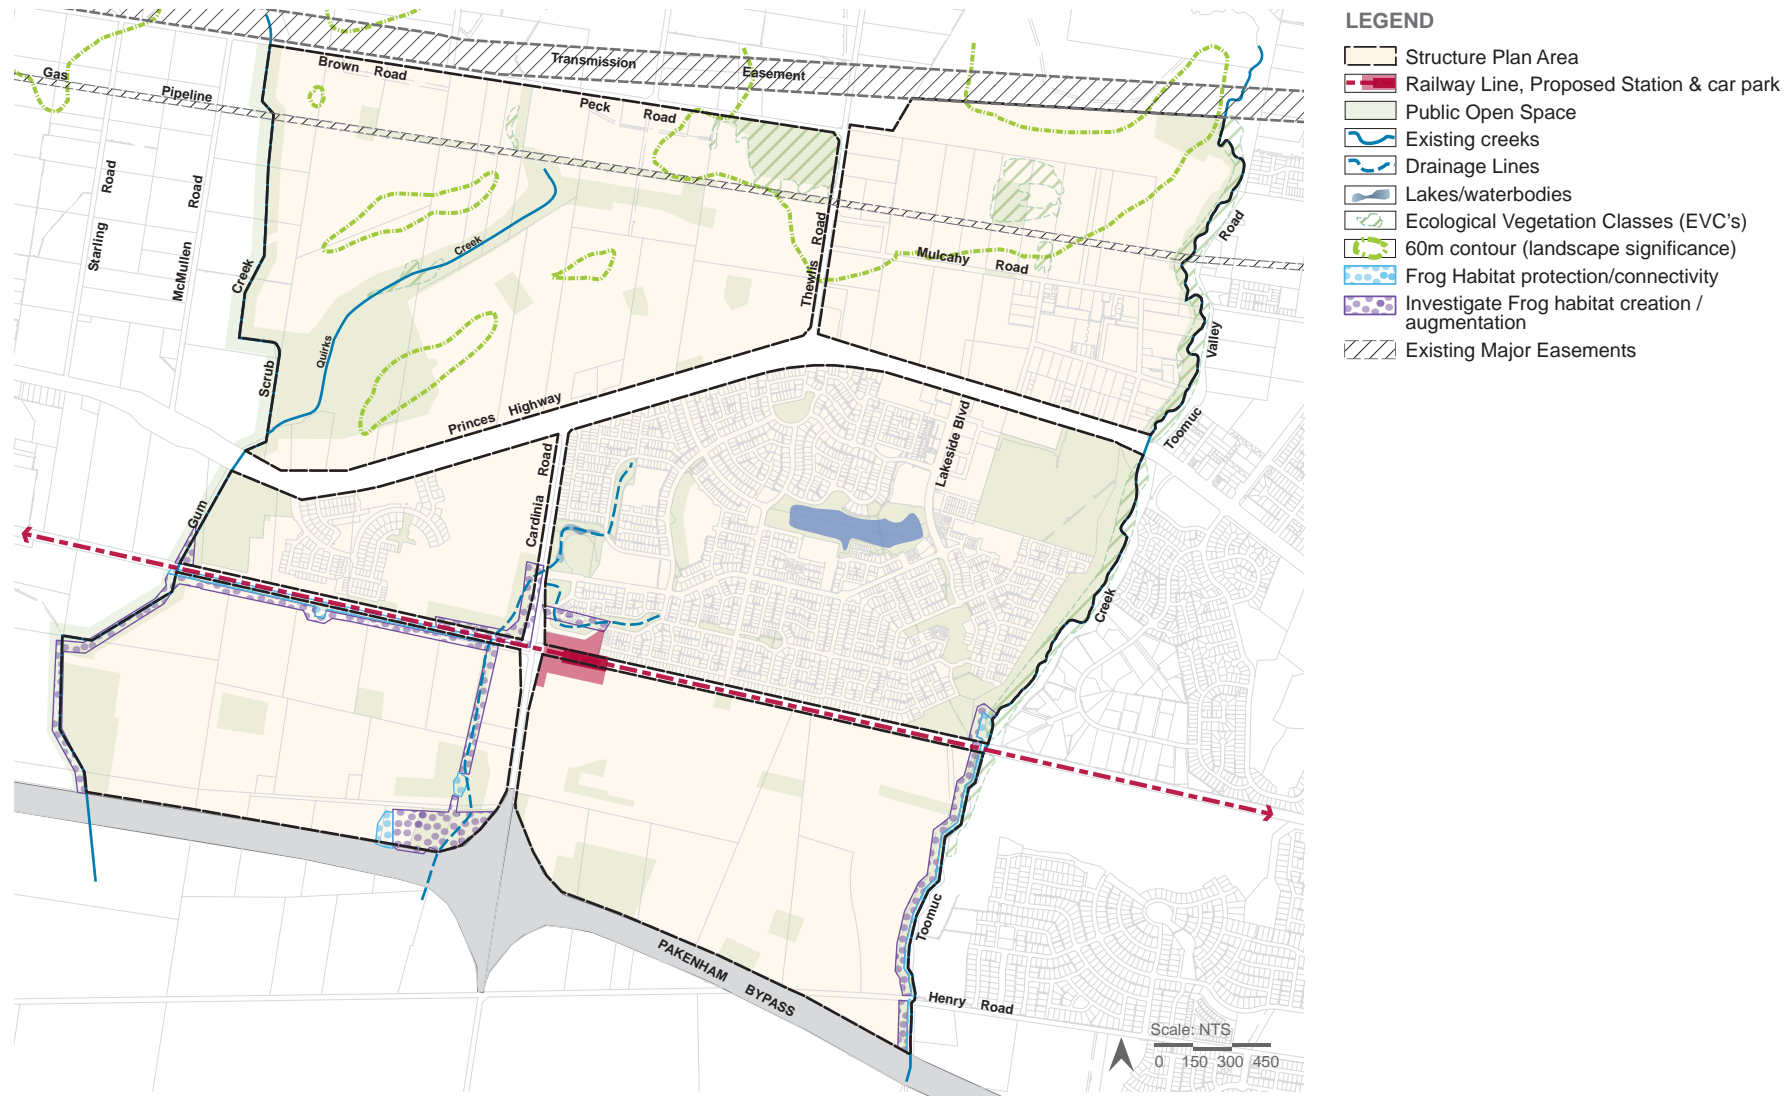 LEGEND
Structure Plan Area
Railway Line, Proposed Station & car park
Public Open Space
Existing creeks
Drainage Lines
Lakes/waterbodies
Ecological Vegetation Classes (EVC's)
60m contour (landscape significance)
Frog Habitat protection/connectivity
Investigate Frog habitat creation /
augmentation
Existing Major Easements
Gas
Pipeline
Brown Road
Transmission
Easement
Peck
Road
Starling
Road
McMullen
Road
Creek
Scrub
Gum
Quirks
Creek
Thewlis
Road
Mulcahy
Road
Road
Valley
Toomuc
Princes Highway
Cardinia
Road
Lakeside Blvd
Creek
Toomuc
PAKENHAM
BYPASS
Henry Road
Scale: NTS
0 150 300 450